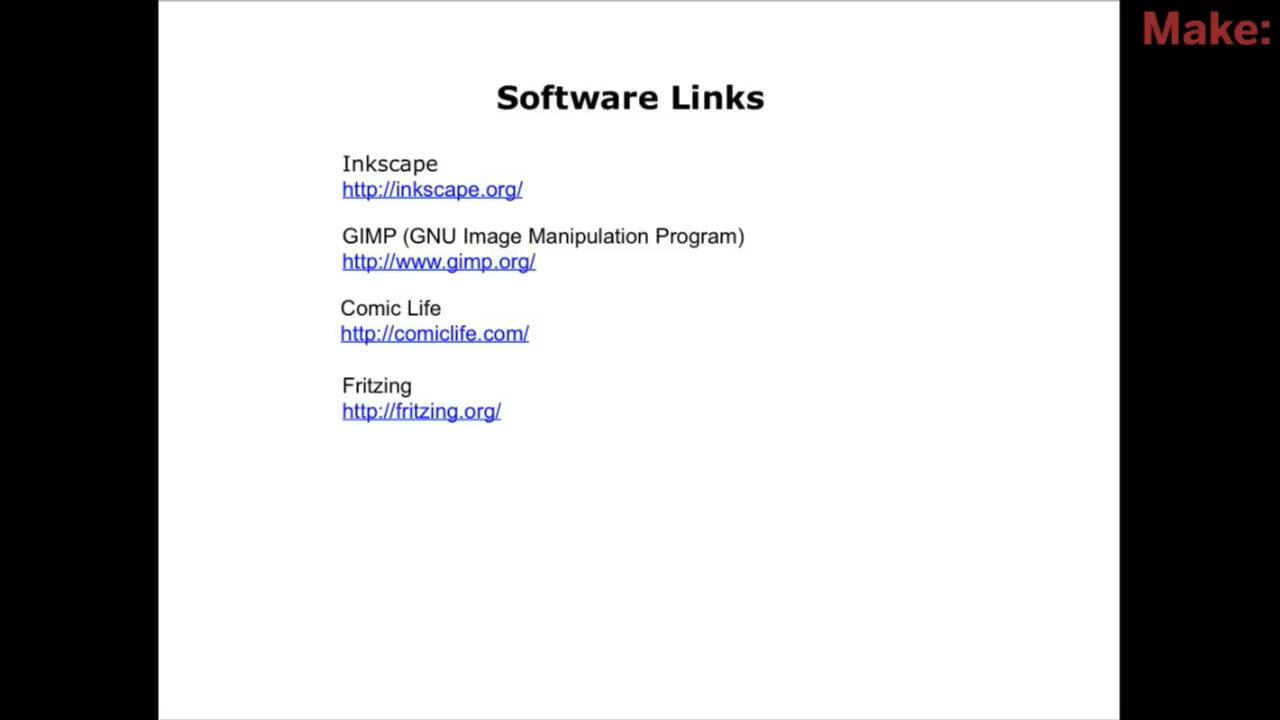 Make:
Software Links
Inkscape
http://inkscape.org/
GIMP (GNU Image Manipulation Program)
http://www.gimp.org/
Comic Life
http://comiclife.com/
Fritzing
http://fritzing.org/